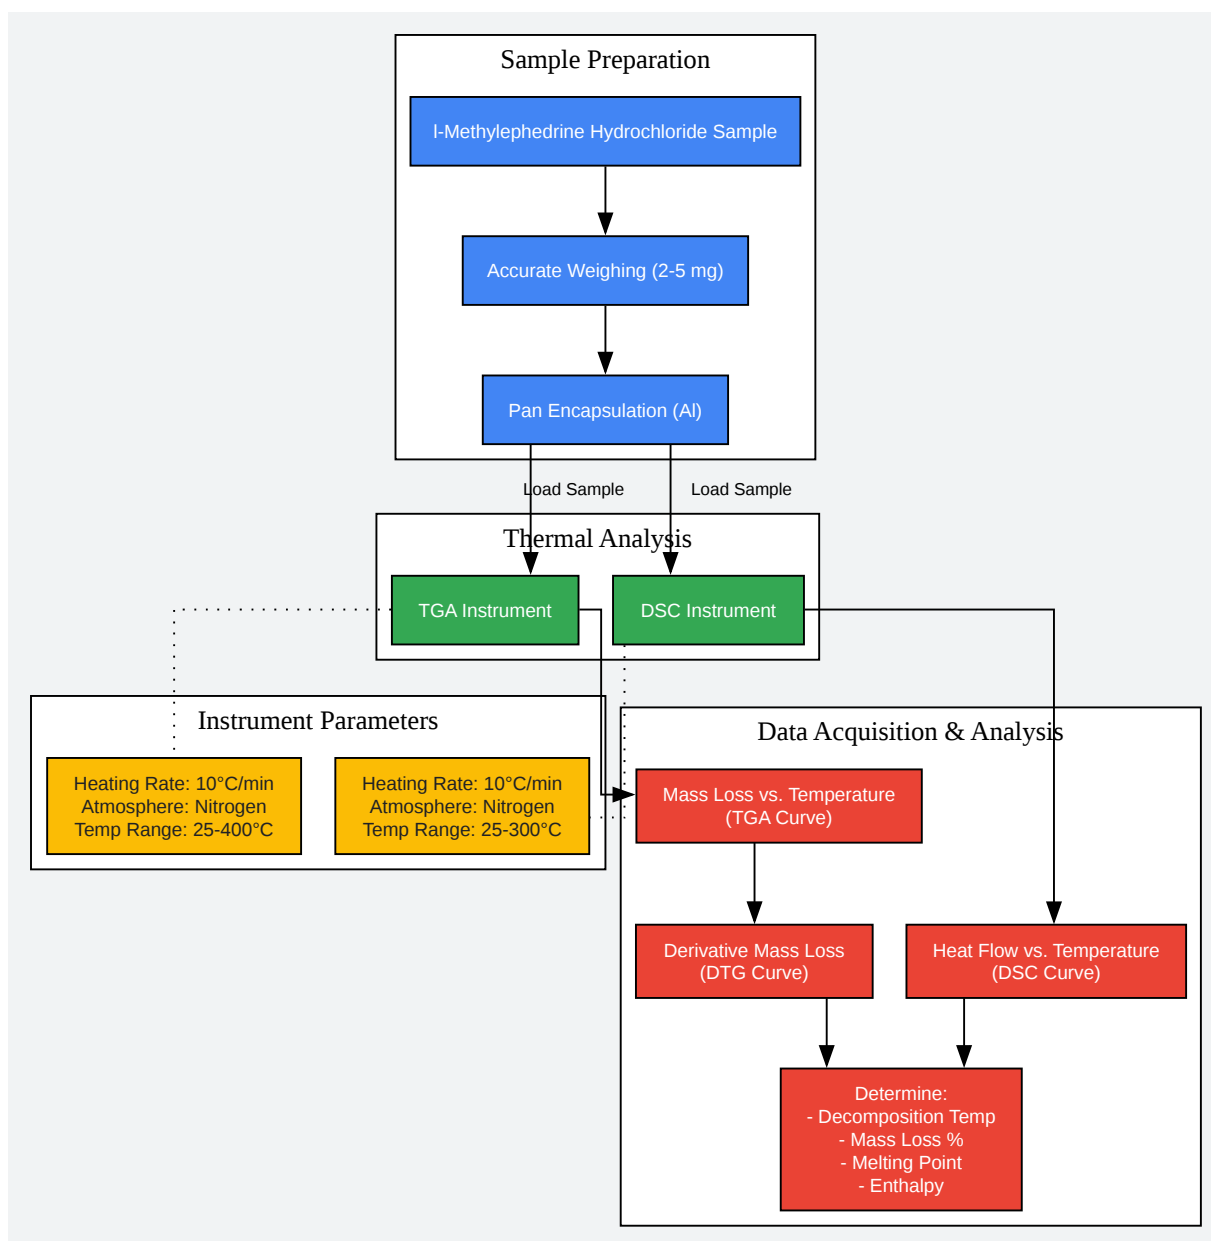 Sample Preparation
l-Methylephedrine Hydrochloride Sample
Accurate Weighing (2-5 mg)
Pan Encapsulation (Al)
Load Sample
Load Sample
Thermal Analysis
TGA Instrument
DSC Instrument
Instrument Parameters
Heating Rate: 10°C/min
Atmosphere: Nitrogen
Temp Range: 25-400°C
Heating Rate: 10°C/min
Atmosphere: Nitrogen
Temp Range: 25-300°C
Data Acquisition & Analysis
Mass Loss vs. Temperature
(TGA Curve)
Derivative Mass Loss
(DTG Curve)
Heat Flow vs. Temperature
(DSC Curve)
Determine:
- Decomposition Temp
- Mass Loss %
- Melting Point
- Enthalpy